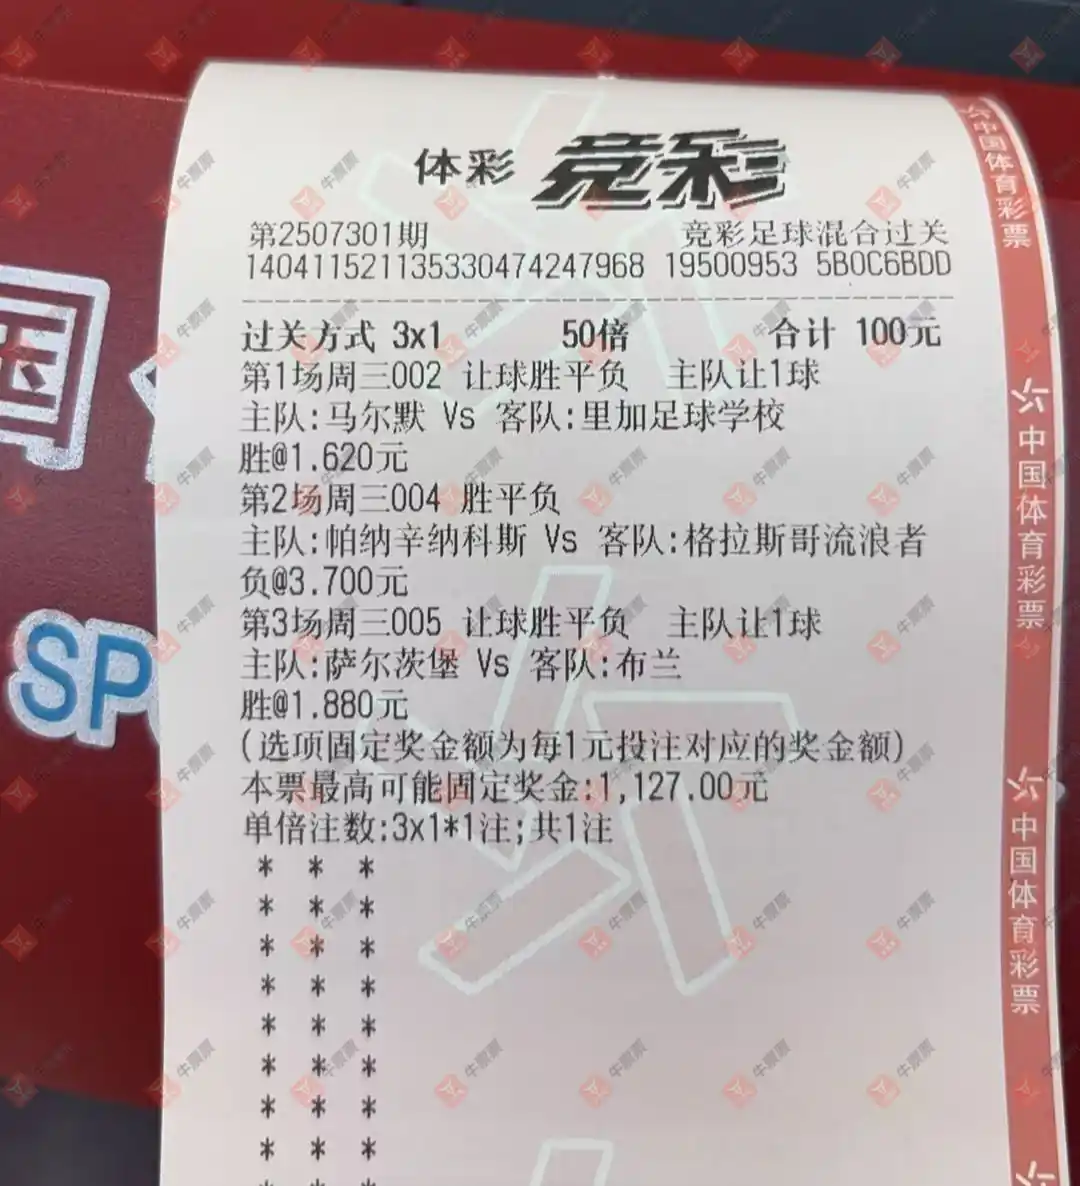 体彩 竞彩
第2507301期 竞彩足球混合过关
140411521135330474247968 19500953 5B0C6BDD
过关方式 3x1 50倍 合计 100元
第1场周三002 让球胜平负 主队让1球
主队:马尔默 Vs 客队:里加足球学校
胜@1.620元
第2场周三004 胜平负
主队:帕纳辛纳科斯 Vs 客队:格拉斯哥流浪者
负@3.700元
第3场周三005 让球胜平负 主队让1球
主队:萨尔茨堡 Vs 客队:布兰
胜@1.880元
(选项固定奖金额为每1元投注对应的奖金额)
本票最高可能固定奖金:1,127.00元
单倍注数:3x1*1注;共1注
* * *
* * *
* * *
* * *
* * *
* * *
* * *
* * *
中国体育彩票
中国体育彩票
中国体育彩票
国
SP
牛票票